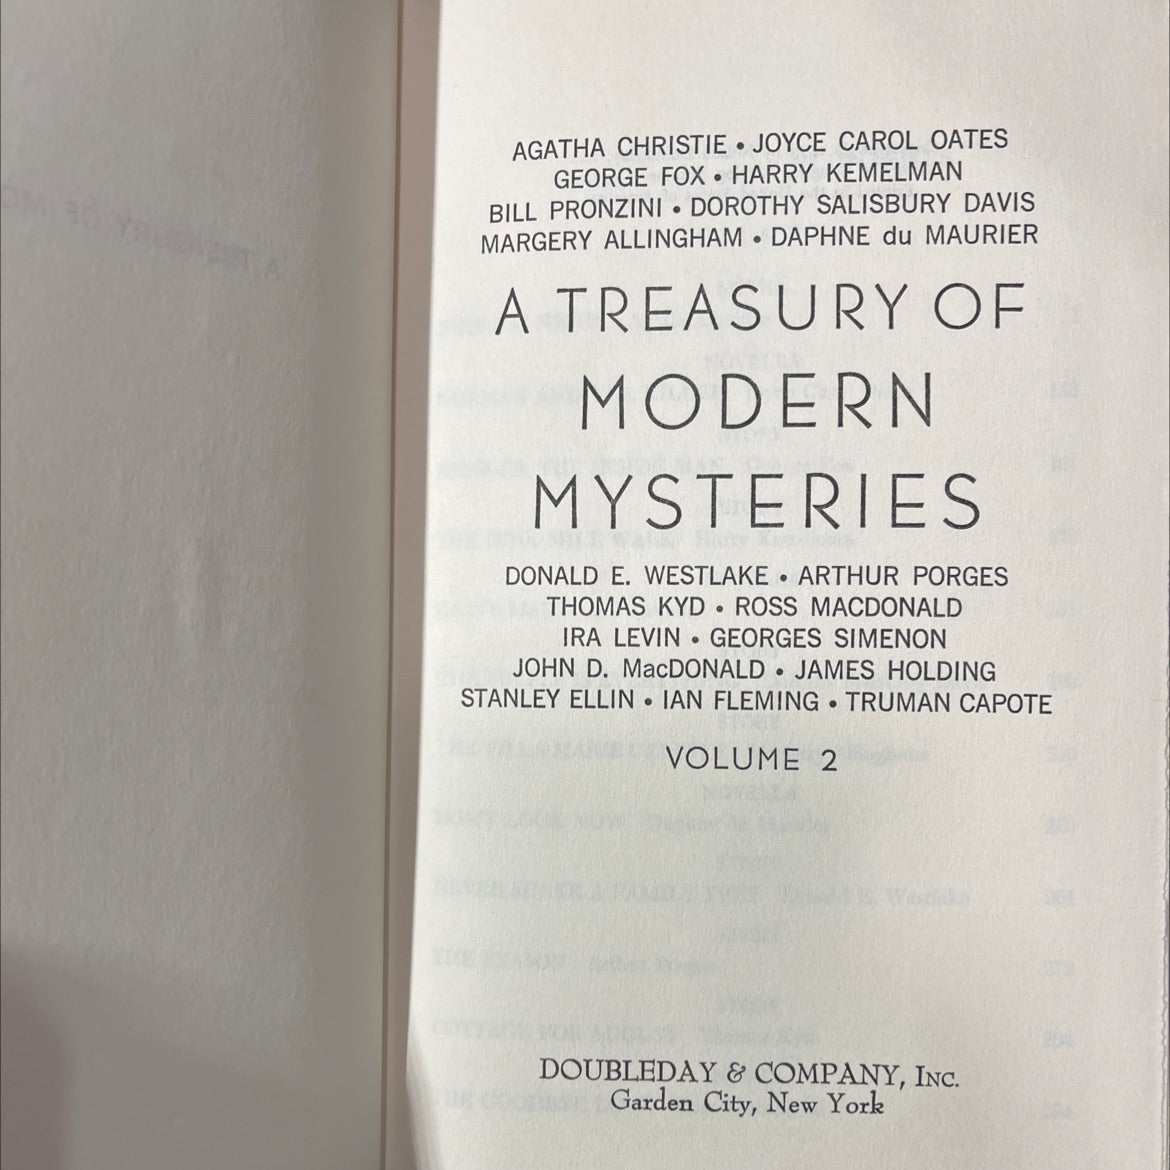 AGATHA CHRISTIE • JOYCE CAROL OATES
GEORGE FOX • HARRY KEMELMAN
BILL PRONZINI • DOROTHY SALISBURY DAVIS
MARGERY ALLINGHAM • DAPHNE du MAURIER
A TREASURY OF
MODERN
MYSTERIES
DONALD E. WESTLAKE • ARTHUR PORGES
THOMAS KYD • ROSS MACDONALD
IRA LEVIN • GEORGES SIMENON
JOHN D. MacDONALD • JAMES HOLDING
STANLEY ELLIN • IAN FLEMING • TRUMAN CAPOTE
VOLUME 2
DOUBLEDAY & COMPANY, INC.
Garden City, New York